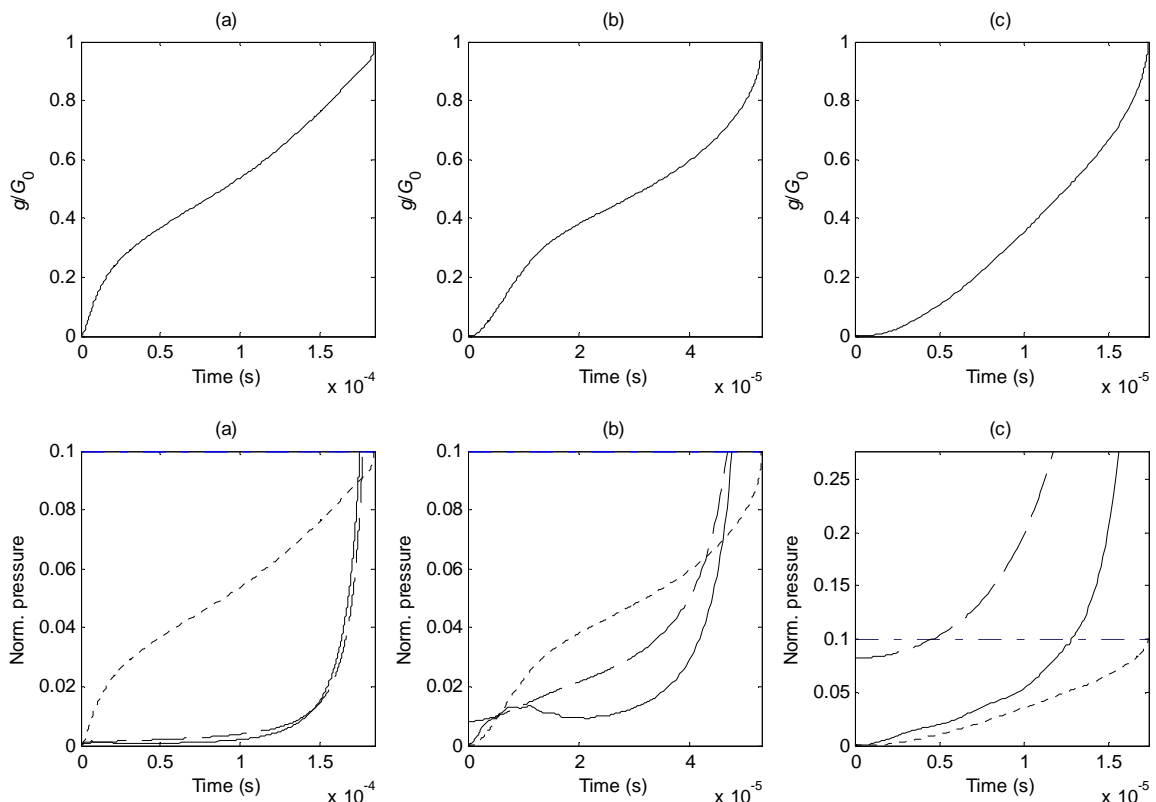 (a) (b) (c)
1 1 1
0.8 0.8 0.8
0.6 0.6 0.6
g/G0 g/G0 g/G0
0.4 0.4 0.4
0.2 0.2 0.2
0 0 0
0 0.5 1 1.5 0 2 4 0 0.5 1 1.5
Time (s) Time (s) Time (s)
x 10-4 x 10-5 x 10-5
(a) (b) (c)
0.1 0.1 0.25
0.08 0.08 0.2
0.06 0.06 0.15
Norm. pressure Norm. pressure Norm. pressure
0.04 0.04 0.1
0.02 0.02 0.05
0 0 0
0 0.5 1 1.5 0 2 4 0 0.5 1 1.5
Time (s) Time (s) Time (s)
x 10-4 x 10-5 x 10-5